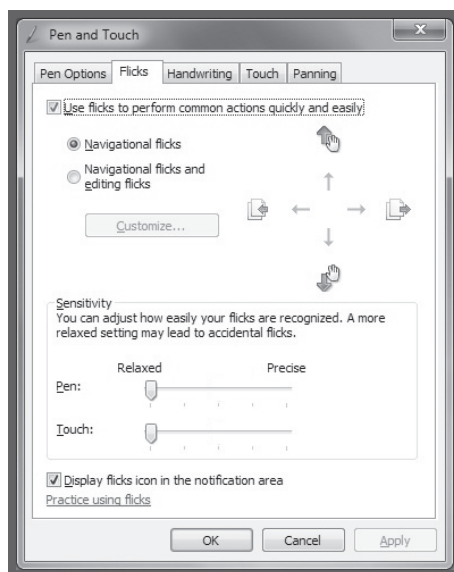 Pen and Touch
Pen Options Flicks Handwriting Touch Panning
Use flicks to perform common actions quickly and easily
Navigational flicks
Navigational flicks and
editing flicks
Customize...
Sensitivity
You can adjust how easily your flicks are recognized. A more
relaxed setting may lead to accidental flicks.
Relaxed Precise
Pen:
Touch:
Display flicks icon in the notification area
Practice using flicks
OK Cancel Apply